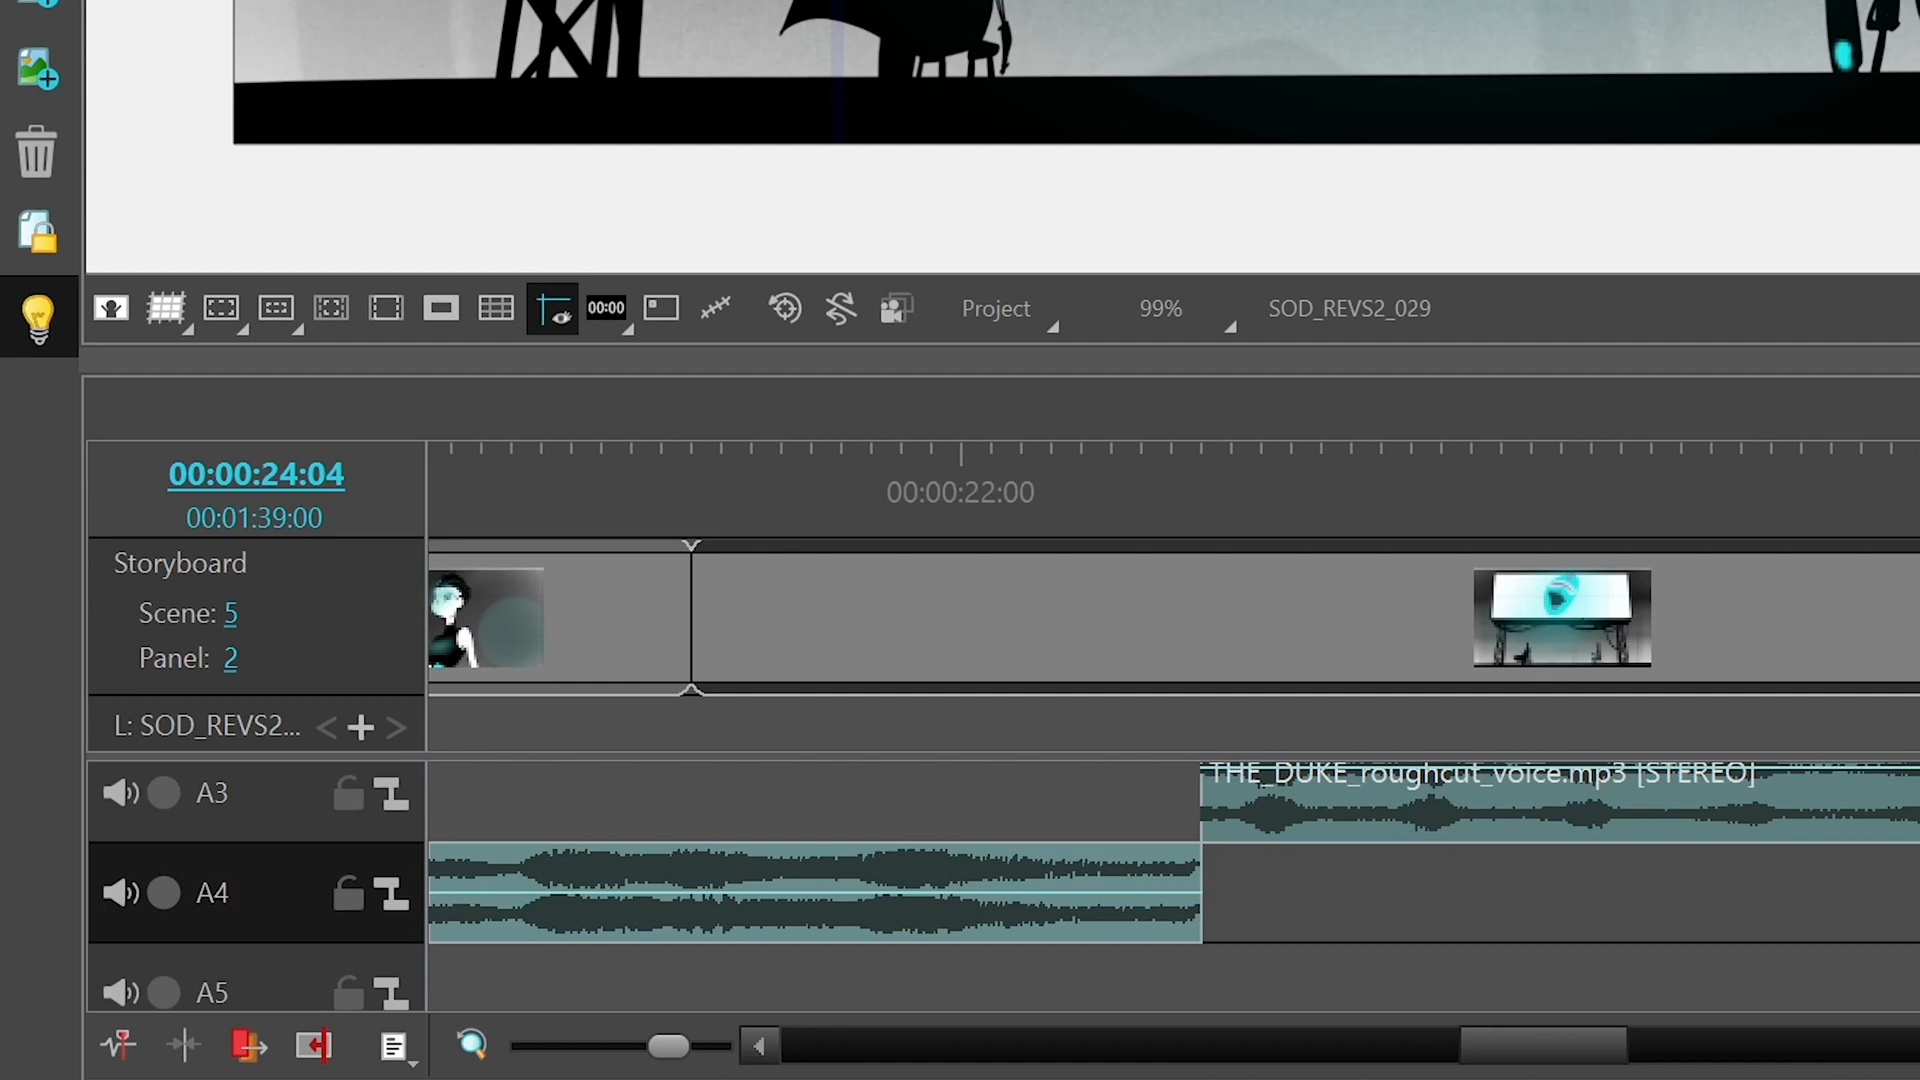 00:00
Project
99%
SOD_REVS2_029
00:00:24:04
00:01:39:00
00:00:22:00
Storyboard
Scene: 5
Panel: 2
L: SOD_REVS2...
A3
THE_DUKE_roughcut_voice.mp3 [STEREO]
A4
A5